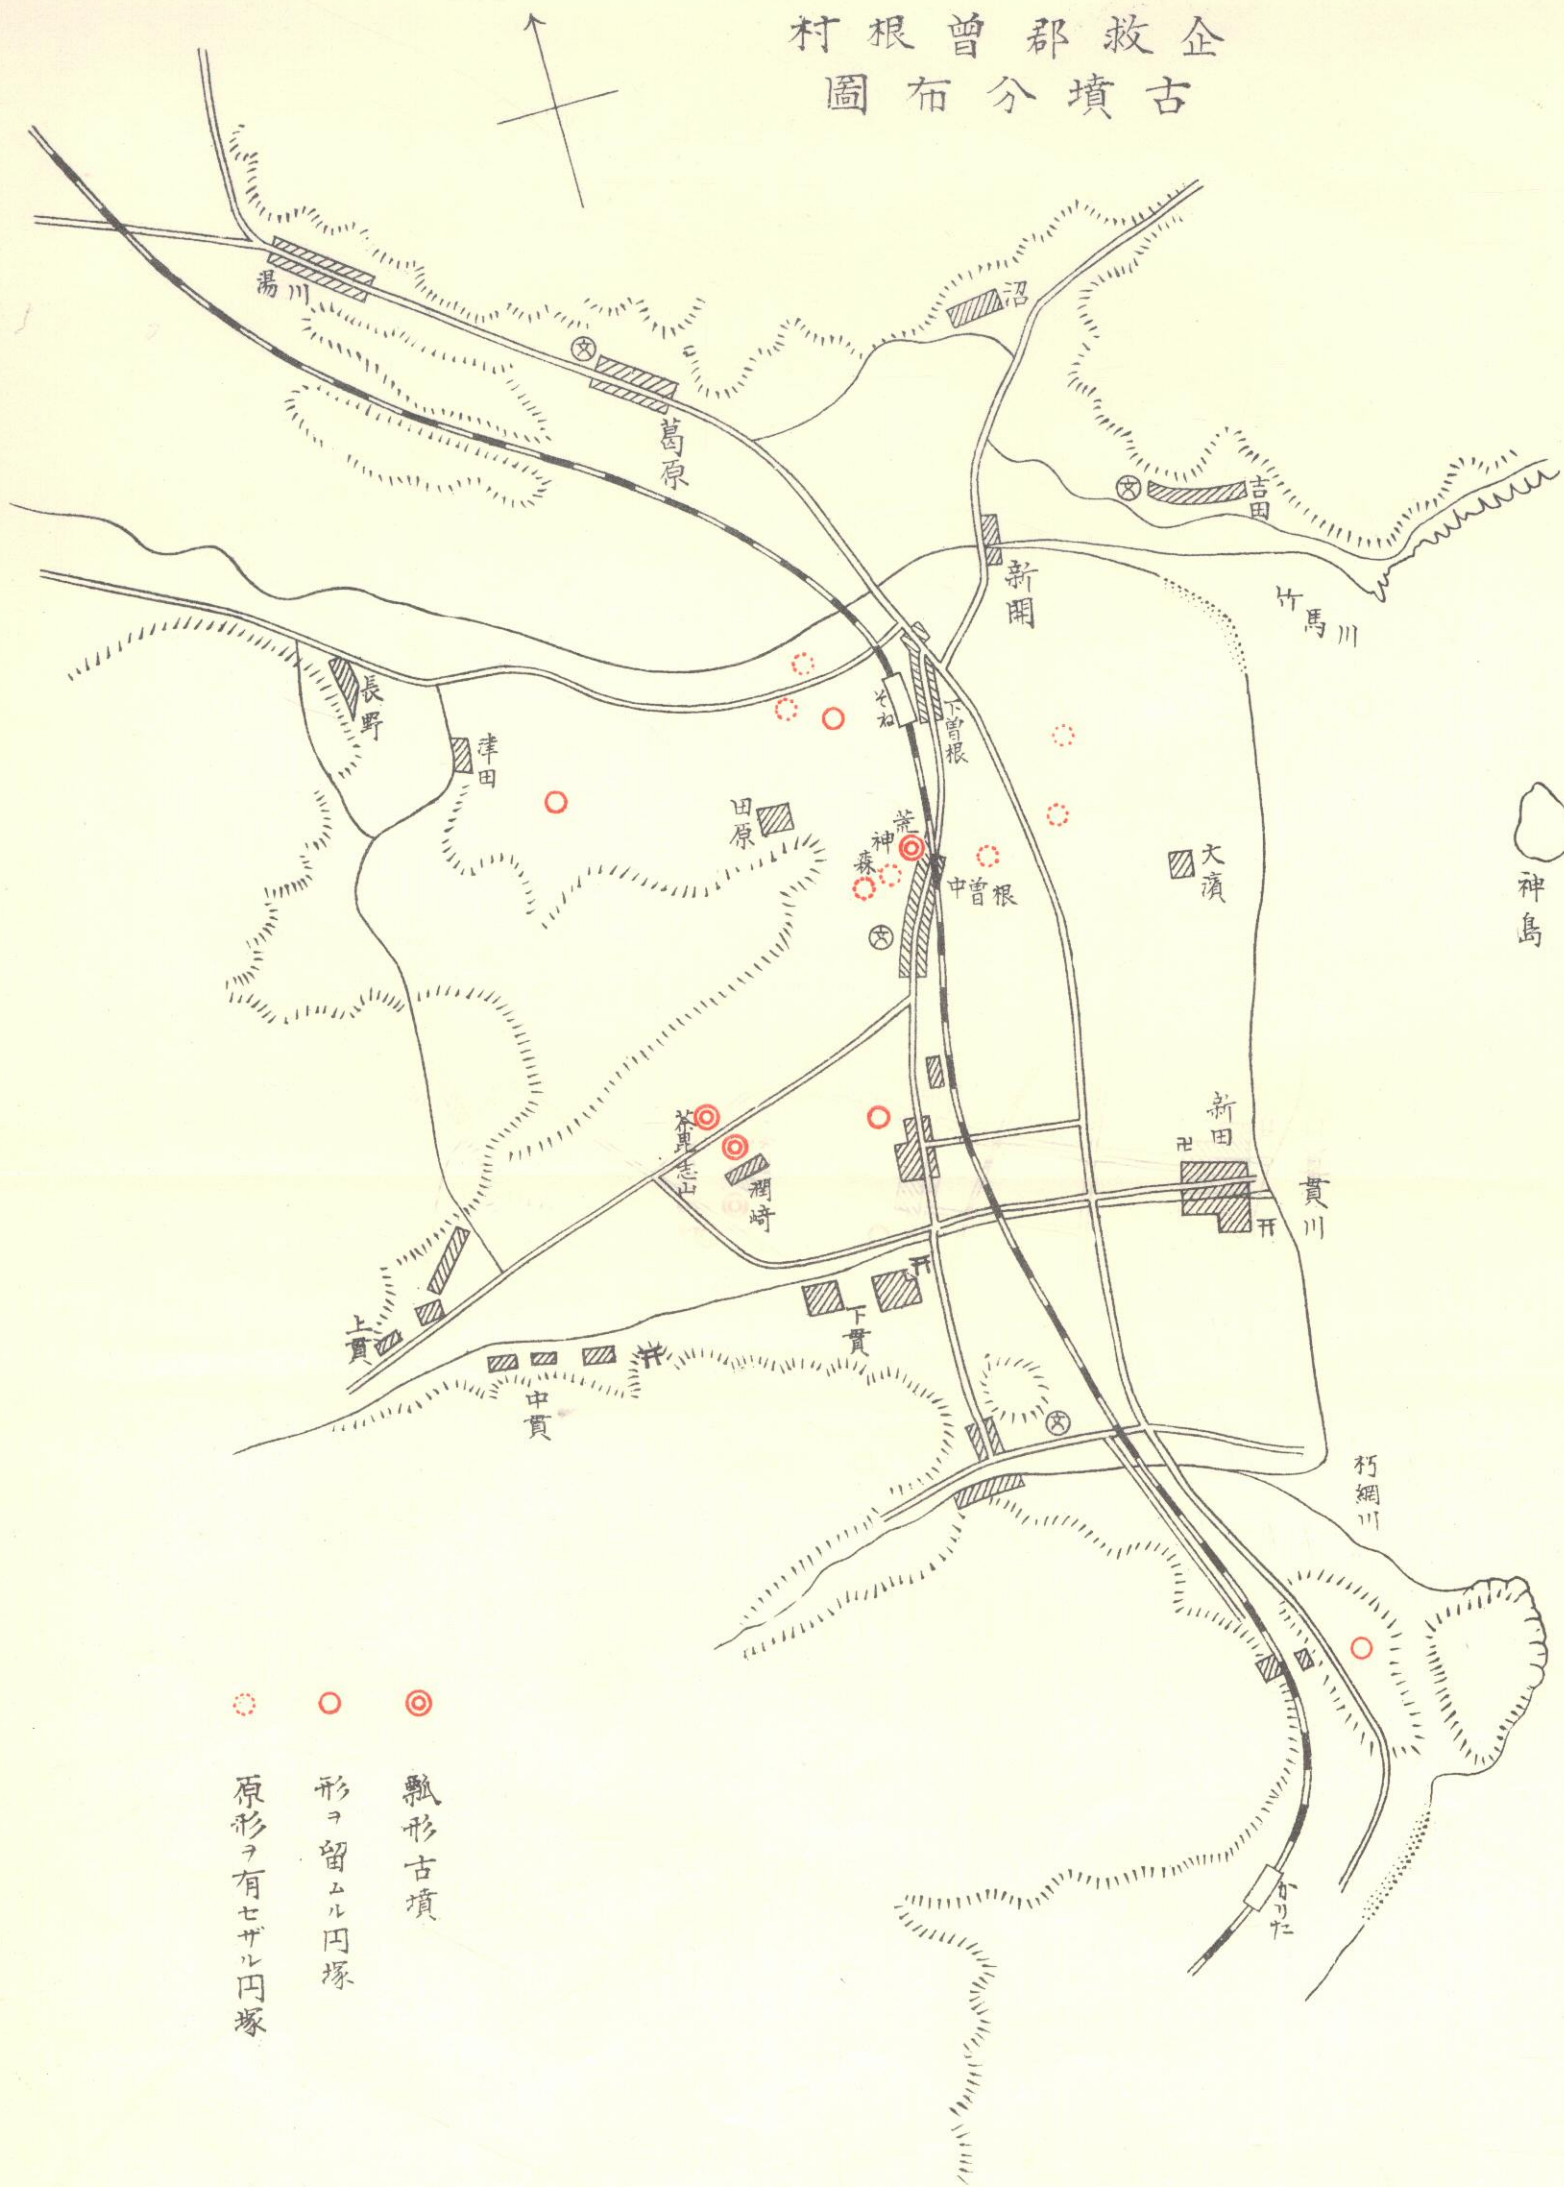 企救郡曾根村
古墳分布圖
湯川
沼
葛原
吉田
新開
竹馬川
長野
津田
そね
下曽根
田原
荒神森
中曽根
大濱
神島
茶毘志山
潤崎
新田
貫川
上貫
中貫
下貫
朽網川
かりた
瓢形古墳
形ヲ留ムル円塚
原形ヲ有セザル円塚